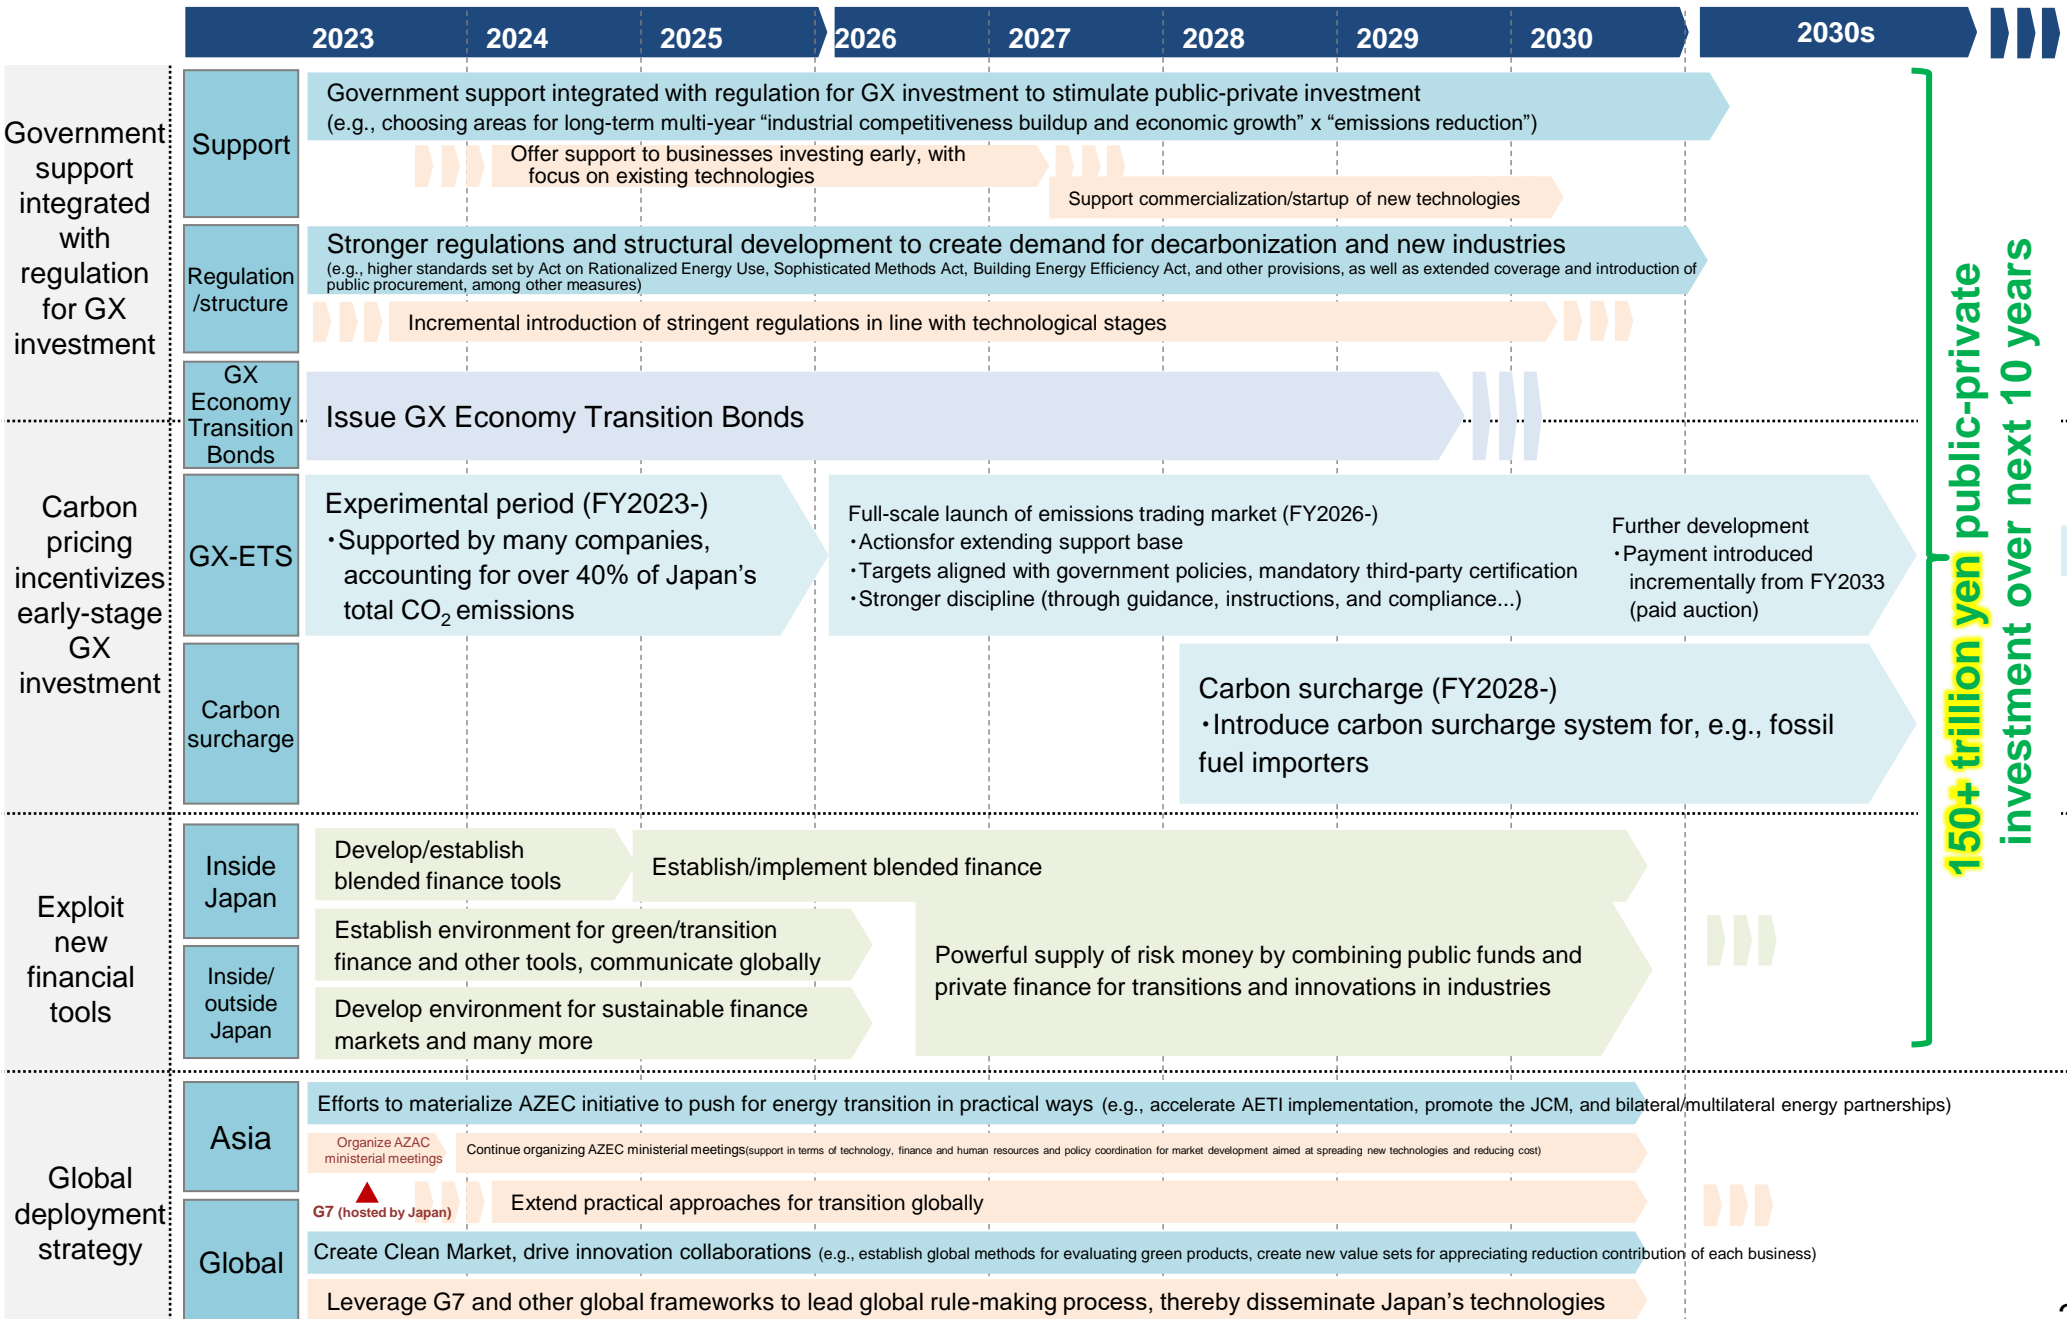 2023 2024 2025 2026 2027 2028 2029 2030 2030s
Government
support
integrated
with
regulation
for GX
investment
Support
Government support integrated with regulation for GX investment to stimulate public-private investment
(e.g., choosing areas for long-term multi-year “industrial competitiveness buildup and economic growth” x “emissions reduction”)
Offer support to businesses investing early, with
focus on existing technologies
Support commercialization/startup of new technologies
Regulation
/structure
Stronger regulations and structural development to create demand for decarbonization and new industries
(e.g., higher standards set by Act on Rationalized Energy Use, Sophisticated Methods Act, Building Energy Efficiency Act, and other provisions, as well as extended coverage and introduction of
public procurement, among other measures)
Incremental introduction of stringent regulations in line with technological stages
GX
Economy
Transition
Bonds
Issue GX Economy Transition Bonds
Carbon
pricing
incentivizes
early-stage
GX
investment
GX-ETS
Experimental period (FY2023-)
・Supported by many companies,
accounting for over 40% of Japan’s
total CO2 emissions
Full-scale launch of emissions trading market (FY2026-)
・Actionsfor extending support base
・Targets aligned with government policies, mandatory third-party certification
・Stronger discipline (through guidance, instructions, and compliance...)
Further development
・Payment introduced
incrementally from FY2033
(paid auction)
Carbon
surcharge
Carbon surcharge (FY2028-)
・Introduce carbon surcharge system for, e.g., fossil
fuel importers
150+ trillion yen public-private
investment over next 10 years
Exploit
new
financial
tools
Inside
Japan
Develop/establish
blended finance tools
Establish/implement blended finance
Inside/
outside
Japan
Establish environment for green/transition
finance and other tools, communicate globally
Develop environment for sustainable finance
markets and many more
Powerful supply of risk money by combining public funds and
private finance for transitions and innovations in industries
Global
deployment
strategy
Asia
Efforts to materialize AZEC initiative to push for energy transition in practical ways (e.g., accelerate AETI implementation, promote the JCM, and bilateral/multilateral energy partnerships)
Organize AZAC
ministerial meetings
Continue organizing AZEC ministerial meetings(support in terms of technology, finance and human resources and policy coordination for market development aimed at spreading new technologies and reducing cost)
G7 (hosted by Japan)
Extend practical approaches for transition globally
Global
Create Clean Market, drive innovation collaborations (e.g., establish global methods for evaluating green products, create new value sets for appreciating reduction contribution of each business)
Leverage G7 and other global frameworks to lead global rule-making process, thereby disseminate Japan’s technologies